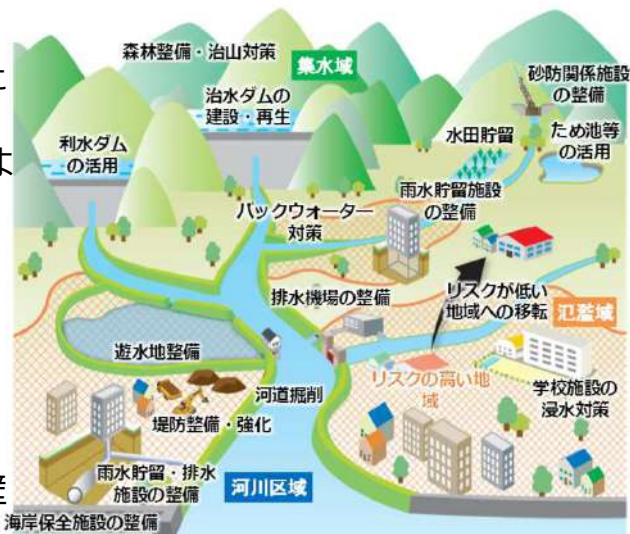 森林整備・治山対策
集水域
砂防関係施設
の整備
に
治水ダムの
建設・再生
水田貯留
ため池等
の活用
利水ダム
の活用
よ
雨水貯留施設
の整備
バックウォーター
対策
排水機場の整備
リスクが低い
地域への移転
氾濫域
遊水地整備
リスクの高い地
域
学校施設の
浸水対策
河道掘削
堤防整備・強化
雨水貯留・排水
施設の整備
河川区域
海岸保全施設の整備